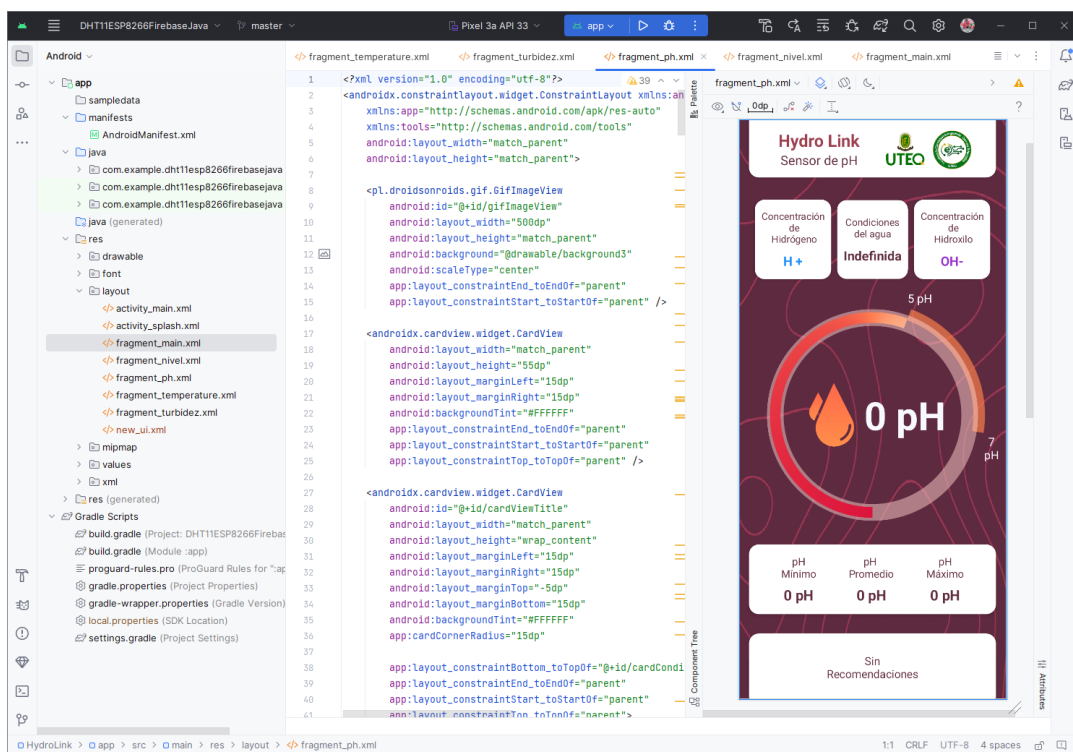 DHT11ESP8266FirebaseJava
master
Pixel 3a API 33
app
Android
app
sampledata
manifests
AndroidManifest.xml
java
com.example.dht11esp8266firebasejava
com.example.dht11esp8266firebasejava
com.example.dht11esp8266firebasejava
java (generated)
res
drawable
font
layout
activity_main.xml
activity_splash.xml
fragment_main.xml
fragment_nivel.xml
fragment_ph.xml
fragment_temperature.xml
fragment_turbidez.xml
new_ui.xml
mipmap
values
xml
res (generated)
Gradle Scripts
build.gradle (Project: DHT11ESP8266Firebas
build.gradle (Module :app)
proguard-rules.pro (ProGuard Rules for ":ap
gradle.properties (Project Properties)
gradle-wrapper.properties (Gradle Version)
local.properties (SDK Location)
settings.gradle (Project Settings)
fragment_temperature.xml
fragment_turbidez.xml
fragment_ph.xml
fragment_nivel.xml
fragment_main.xml
39
1 <?xml version="1.0" encoding="utf-8"?>
2 <androidx.constraintlayout.widget.ConstraintLayout xmlns:an
3 xmlns:app="http://schemas.android.com/apk/res-auto"
4 xmlns:tools="http://schemas.android.com/tools"
5 android:layout_width="match_parent"
6 android:layout_height="match_parent">
7
8 <pl.droidsonroids.gif.GifImageView
9 android:id="@+id/gifImageView"
10 android:layout_width="500dp"
11 android:layout_height="match_parent"
12 android:background="@drawable/background3"
13 android:scaleType="center"
14 app:layout_constraintEnd_toEndOf="parent"
15 app:layout_constraintStart_toStartOf="parent" />
16
17 <androidx.cardview.widget.CardView
18 android:layout_width="match_parent"
19 android:layout_height="55dp"
20 android:layout_marginLeft="15dp"
21 android:layout_marginRight="15dp"
22 android:backgroundTint="#FFFFFF"
23 app:layout_constraintEnd_toEndOf="parent"
24 app:layout_constraintStart_toStartOf="parent"
25 app:layout_constraintTop_toTopOf="parent" />
26
27 <androidx.cardview.widget.CardView
28 android:id="@+id/cardViewTitle"
29 android:layout_width="match_parent"
30 android:layout_height="wrap_content"
31 android:layout_marginLeft="15dp"
32 android:layout_marginRight="15dp"
33 android:layout_marginTop="-5dp"
34 android:layout_marginBottom="15dp"
35 android:backgroundTint="#FFFFFF"
36 app:cardCornerRadius="15dp"
37
38 app:layout_constraintBottom_toTopOf="@+id/cardCondi
39 app:layout_constraintEnd_toEndOf="parent"
40 app:layout_constraintStart_toStartOf="parent"
41 app:layout_constraintTop_toTopOf="parent">
Palette
Component Tree
fragment_ph.xml
0dp
?
Hydro Link
Sensor de pH
UTEQ
Concentración
de
Hidrógeno
H +
Condiciones
del agua
Indefinida
Concentración
de
Hidroxilo
OH-
5 pH
0 pH
7
pH
pH
Mínimo
0 pH
pH
Promedio
0 pH
pH
Máximo
0 pH
Sin
Recomendaciones
Attributes
HydroLink > app > src > main > res > layout > fragment_ph.xml
1:1 CRLF UTF-8 4 spaces